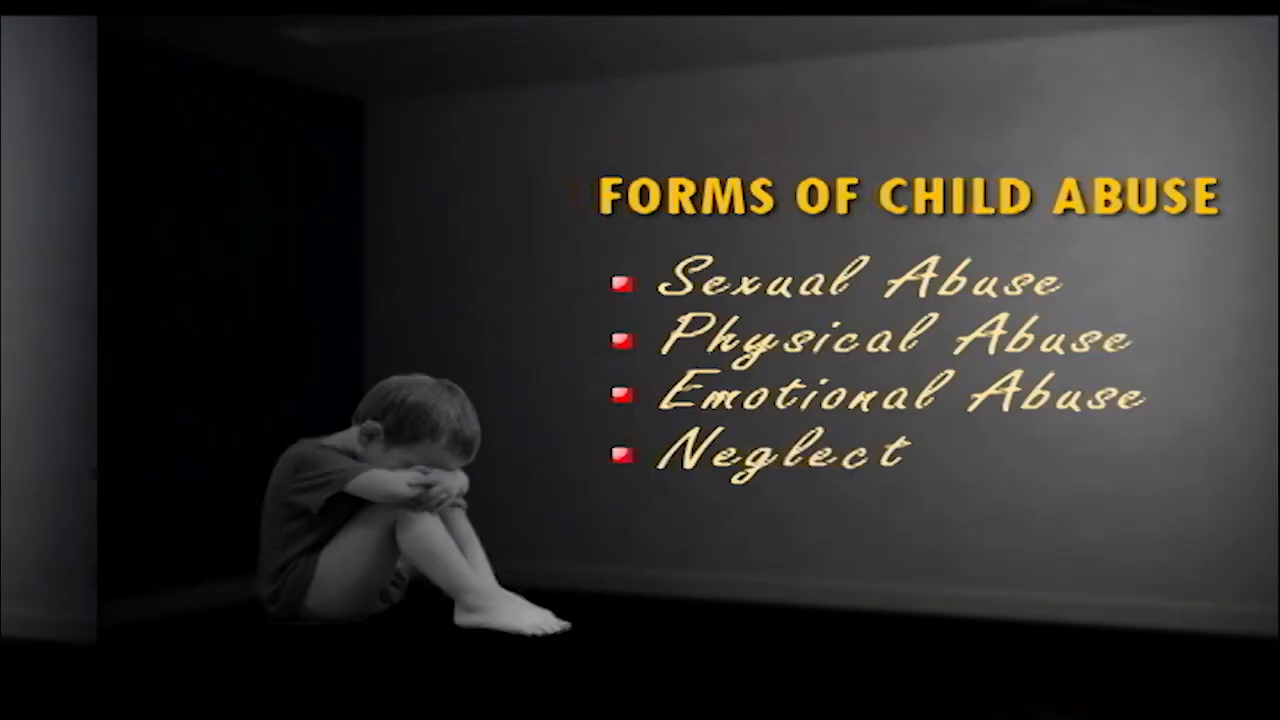 FORMS OF CHILD ABUSE
Sexual Abuse
Physical Abuse
Emotional Abuse
Neglect